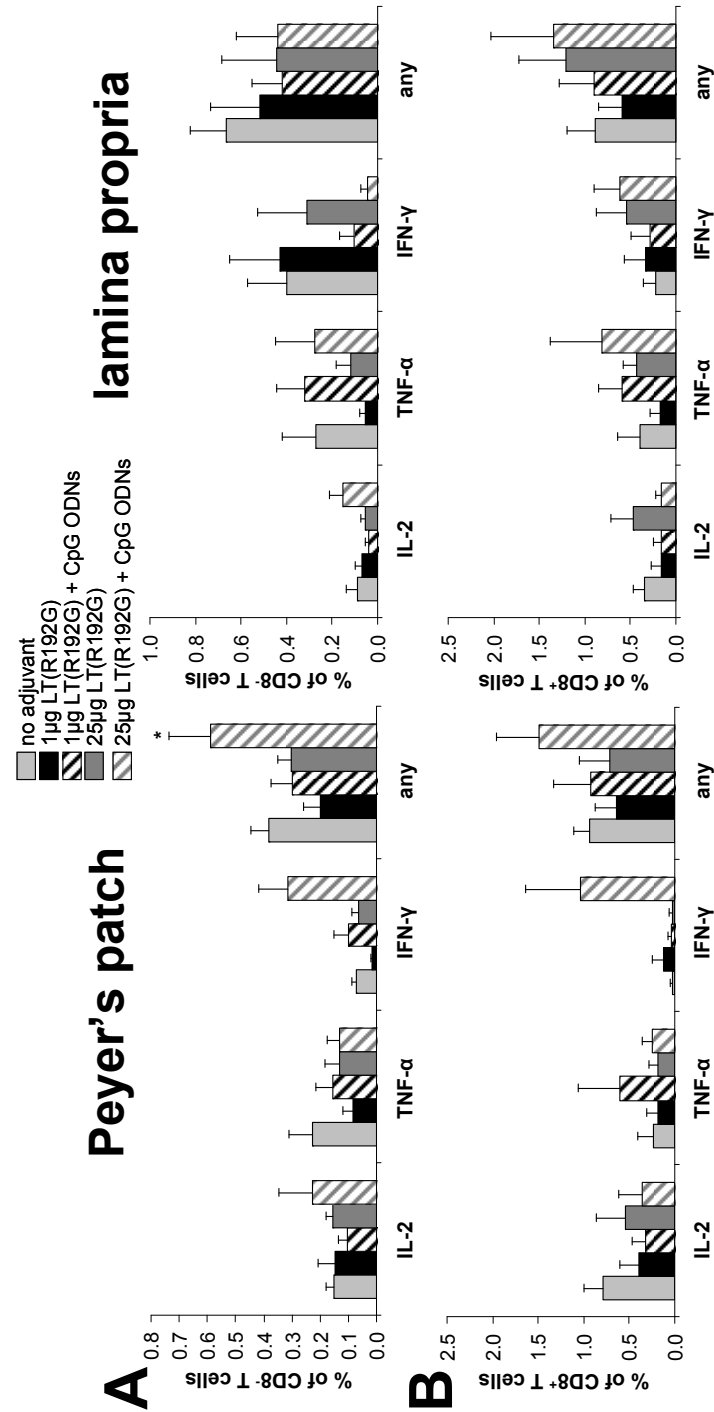 Peyer's patch
lamina propria
no adjuvant
1µg LT(R192G)
1µg LT(R192G) + CpG ODNs
25µg LT(R192G)
25µg LT(R192G) + CpG ODNs
A
% of CD8⁻ T cells
0.8
0.7
0.6
0.5
0.4
0.3
0.2
0.1
0.0
*
IL-2
TNF-α
IFN-γ
any
% of CD8⁻ T cells
1.0
0.8
0.6
0.4
0.2
0.0
IL-2
TNF-α
IFN-γ
any
B
% of CD8⁺ T cells
2.5
2.0
1.5
1.0
0.5
0.0
IL-2
TNF-α
IFN-γ
any
% of CD8⁺ T cells
2.5
2.0
1.5
1.0
0.5
0.0
IL-2
TNF-α
IFN-γ
any